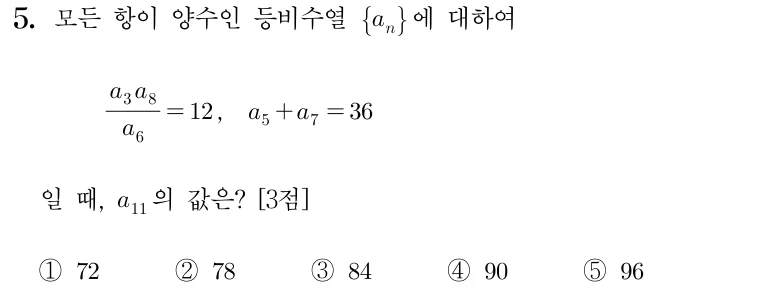 5. 모든 항이 양수인 등비수열 {aₙ}에 대하여
a₃a₈/a₆ = 12, a₅ + a₇ = 36
일 때, a₁₁의 값은? [3점]
① 72 ② 78 ③ 84 ④ 90 ⑤ 96